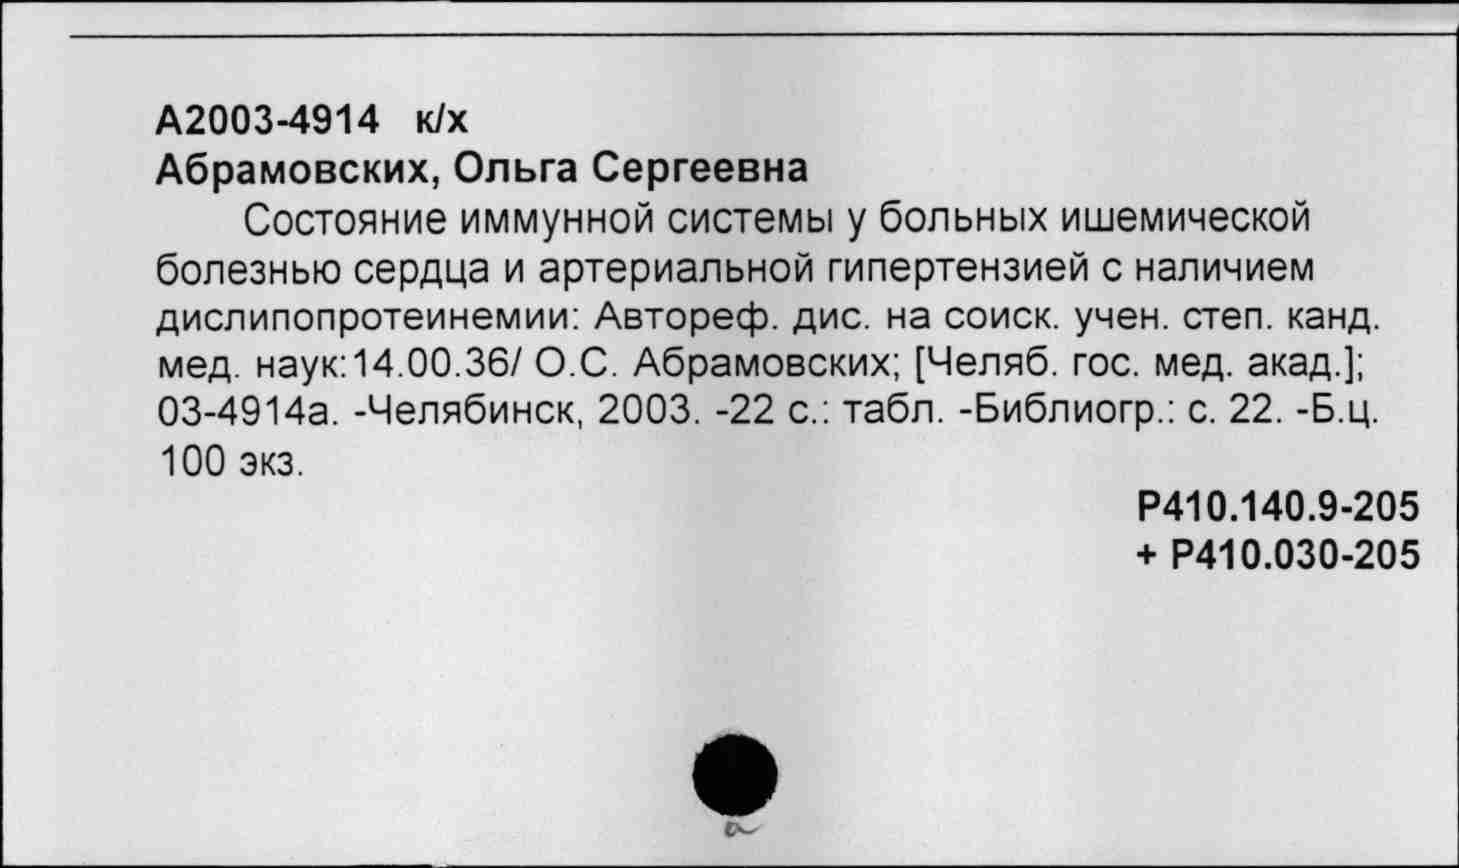 А2003-4914 к/х
Абрамовских, Ольга Сергеевна
Состояние иммунной системы у больных ишемической
болезнью сердца и артериальной гипертензией с наличием
дислипопротеинемии: Автореф. дис. на соиск. учен. степ. канд.
мед. наук:14.00.36/ О.С. Абрамовских; [Челяб. гос. мед. акад.];
03-4914а. -Челябинск, 2003. -22 с.: табл. -Библиогр.: с. 22. -Б.ц.
100 экз.
Р410.140.9-205
+ Р410.030-205